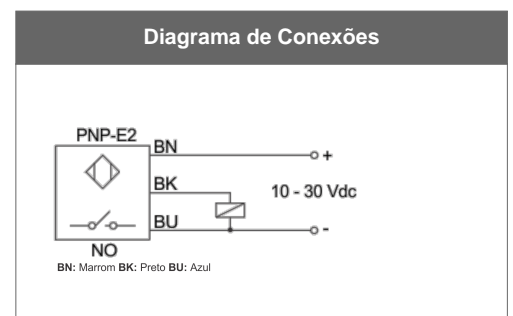 Diagrama de Conexões
PNP-E2
BN
+
BK
10 - 30 Vdc
BU
-
NO
BN: Marrom BK: Preto BU: Azul